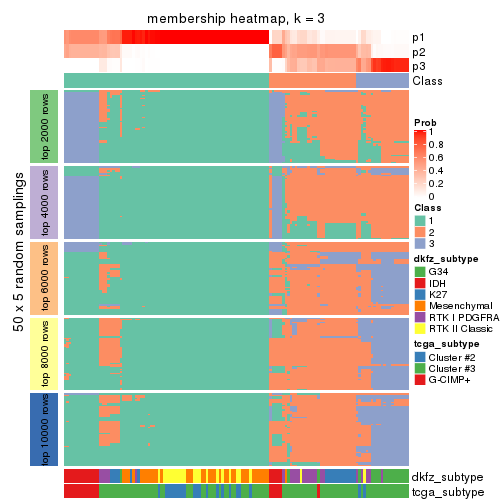 membership heatmap, k = 3
p1
p2
p3
Class
50 x 5 random samplings
top 2000 rows
top 4000 rows
top 6000 rows
top 8000 rows
top 10000 rows
Prob
1
0.8
0.6
0.4
0.2
0
Class
1
2
3
dkfz_subtype
G34
IDH
K27
Mesenchymal
RTK I PDGFRA
RTK II Classic
tcga_subtype
Cluster #2
Cluster #3
G-CIMP+
dkfz_subtype
tcga_subtype